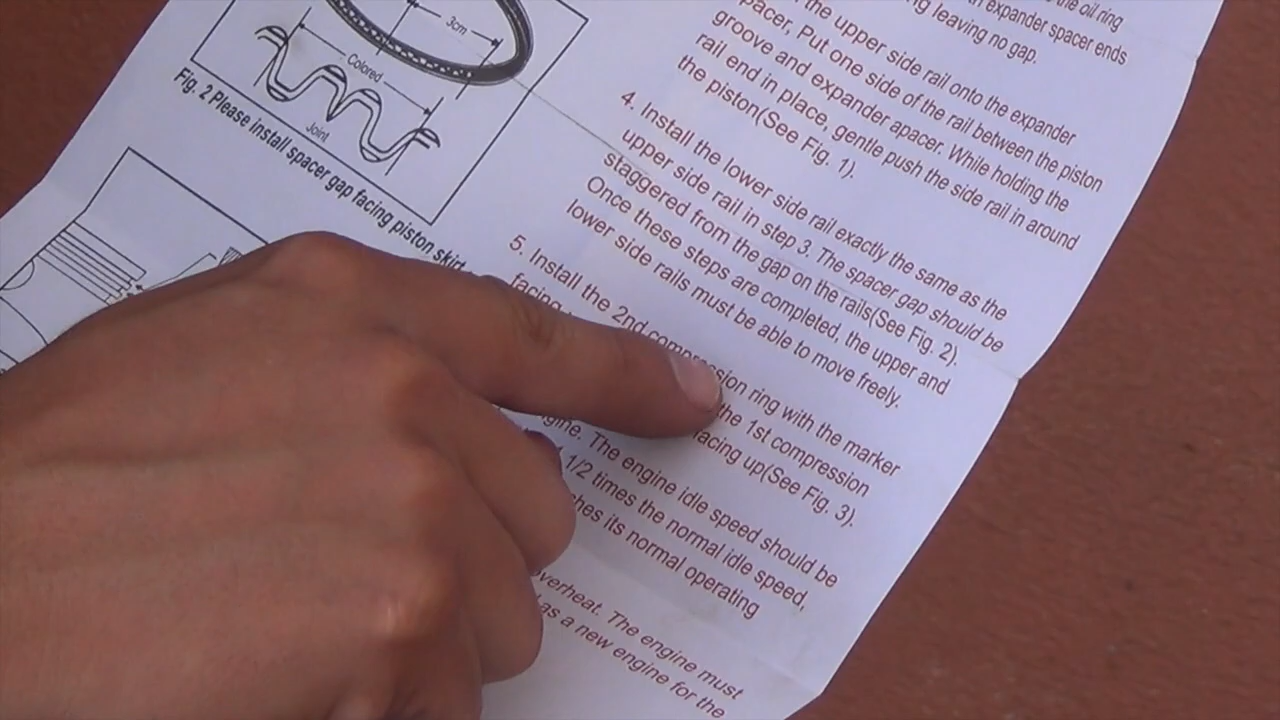 3cm
Colored
Joint
Fig. 2 Please install spacer gap facing piston skirt
the oil ring
expander spacer ends
leaving no gap.
the upper side rail onto the expander
Put one side of the rail between the piston
groove and expander apacer. While holding the
rail end in place, gentle push the side rail in around
the piston(See Fig. 1).
4. Install the lower side rail exactly the same as the
upper side rail in step 3. The spacer gap should be
staggered from the gap on the rails(See Fig. 2).
Once these steps are completed, the upper and
lower side rails must be able to move freely.
5. Install the 2nd compression ring with the marker
facing the 1st compression
facing up(See Fig. 3).
The engine idle speed should be
1/2 times the normal idle speed,
its normal operating
overheat. The engine must
as a new engine for the